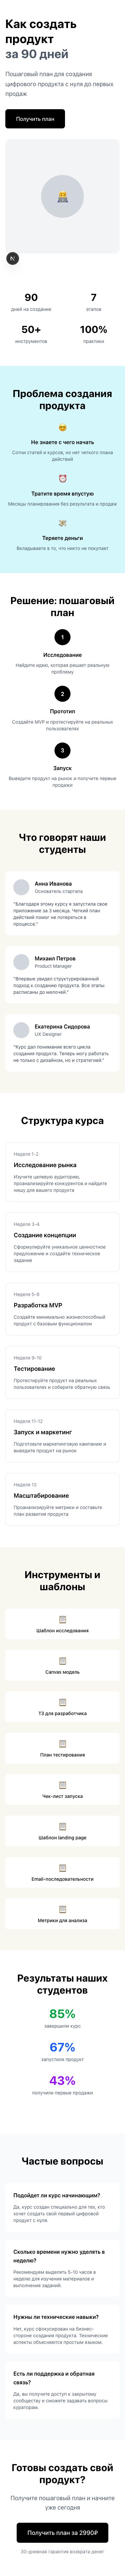 Как создать
продукт
за 90 дней
Пошаговый план для создания
цифрового продукта с нуля до первых
продаж
Получить план
90
дней на создание
7
этапов
50+
инструментов
100%
практики
Проблема создания
продукта
Не знаете с чего начать
Сотни статей и курсов, но нет четкого плана
действий
Тратите время впустую
Месяцы планирования без результата и продаж
Теряете деньги
Вкладываете в то, что никто не покупает
Решение: пошаговый
план
1
Исследование
Найдите идею, которая решает реальную
проблему
2
Прототип
Создайте MVP и протестируйте на реальных
пользователях
3
Запуск
Выведите продукт на рынок и получите первые
продажи
Что говорят наши
студенты
Анна Иванова
Основатель стартапа
"Благодаря этому курсу я запустила свое
приложение за 3 месяца. Четкий план
действий помог не потеряться в
процессе."
Михаил Петров
Product Manager
"Впервые увидел структурированный
подход к созданию продукта. Все этапы
расписаны до мелочей."
Екатерина Сидорова
UX Designer
"Курс дал понимание всего цикла
создания продукта. Теперь могу работать
не только с дизайном, но и стратегией."
Структура курса
Неделя 1-2
Исследование рынка
Изучите целевую аудиторию,
проанализируйте конкурентов и найдите
нишу для вашего продукта
Неделя 3-4
Создание концепции
Сформулируйте уникальное ценностное
предложение и создайте техническое
задание
Неделя 5-8
Разработка MVP
Создайте минимально жизнеспособный
продукт с базовым функционалом
Неделя 9-10
Тестирование
Протестируйте продукт на реальных
пользователях и соберите обратную связь
Неделя 11-12
Запуск и маркетинг
Подготовьте маркетинговую кампанию и
выведите продукт на рынок
Неделя 13
Масштабирование
Проанализируйте метрики и составьте
план развития продукта
Инструменты и
шаблоны
Шаблон исследования
Canvas модель
ТЗ для разработчика
План тестирования
Чек-лист запуска
Шаблон landing page
Email-последовательности
Метрики для анализа
Результаты наших
студентов
85%
завершили курс
67%
запустили продукт
43%
получили первые продажи
Частые вопросы
Подойдет ли курс начинающим?
Да, курс создан специально для тех, кто
хочет создать свой первый цифровой
продукт с нуля.
Сколько времени нужно уделять в
неделю?
Рекомендуем выделять 5-10 часов в
неделю для изучения материалов и
выполнения заданий.
Нужны ли технические навыки?
Нет, курс сфокусирован на бизнес-
стороне создания продукта. Технические
аспекты объясняются простым языком.
Есть ли поддержка и обратная
связь?
Да, вы получите доступ к закрытому
сообществу и сможете задавать вопросы
кураторам.
Готовы создать свой
продукт?
Получите пошаговый план и начните
уже сегодня
Получить план за 2990₽
30-дневная гарантия возврата денег